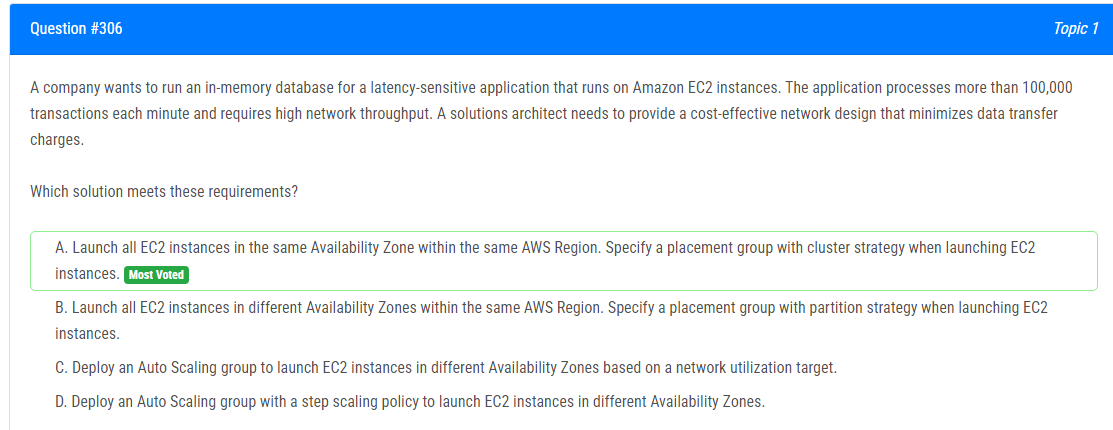 Question #306
Topic 1
A company wants to run an in-memory database for a latency-sensitive application that runs on Amazon EC2 instances. The application processes more than 100,000
transactions each minute and requires high network throughput. A solutions architect needs to provide a cost-effective network design that minimizes data transfer
charges.
Which solution meets these requirements?
A. Launch all EC2 instances in the same Availability Zone within the same AWS Region. Specify a placement group with cluster strategy when launching EC2
instances. Most Voted
B. Launch all EC2 instances in different Availability Zones within the same AWS Region. Specify a placement group with partition strategy when launching EC2
instances.
C. Deploy an Auto Scaling group to launch EC2 instances in different Availability Zones based on a network utilization target.
D. Deploy an Auto Scaling group with a step scaling policy to launch EC2 instances in different Availability Zones.